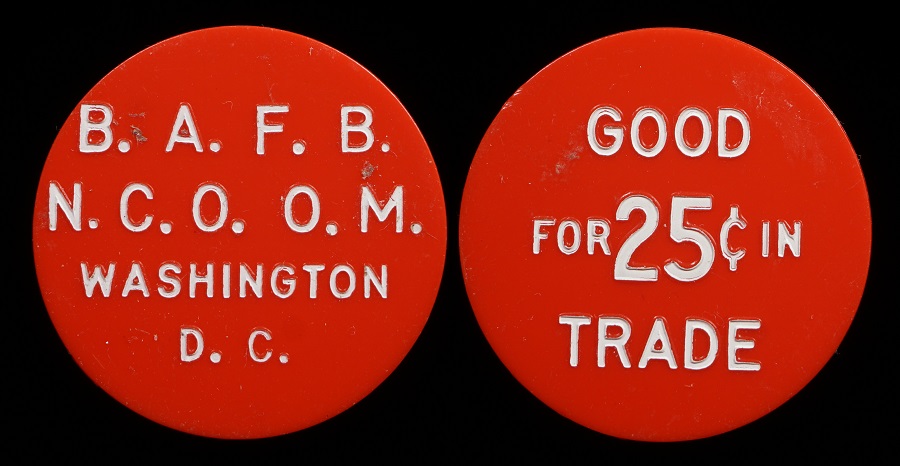 B. A. F. B.
N. C. O. O. M.
WASHINGTON
D. C.
GOOD
FOR 25¢ IN
TRADE